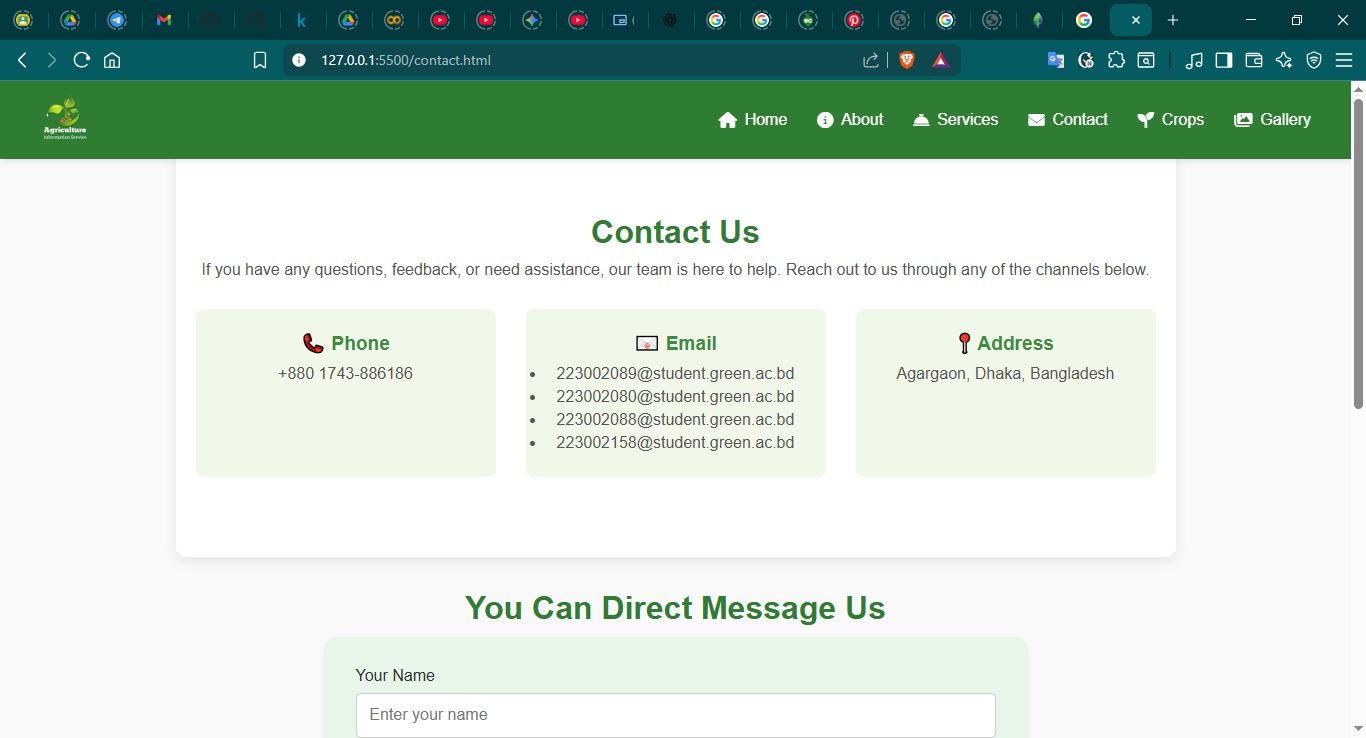 127.0.0.1:5500/contact.html
Agriculture
Information Service
Home
About
Services
Contact
Crops
Gallery
Contact Us
If you have any questions, feedback, or need assistance, our team is here to help. Reach out to us through any of the channels below.
Phone
+880 1743-886186
Email
• 223002089@student.green.ac.bd
• 223002080@student.green.ac.bd
• 223002088@student.green.ac.bd
• 223002158@student.green.ac.bd
Address
Agargaon, Dhaka, Bangladesh
You Can Direct Message Us
Your Name
Enter your name